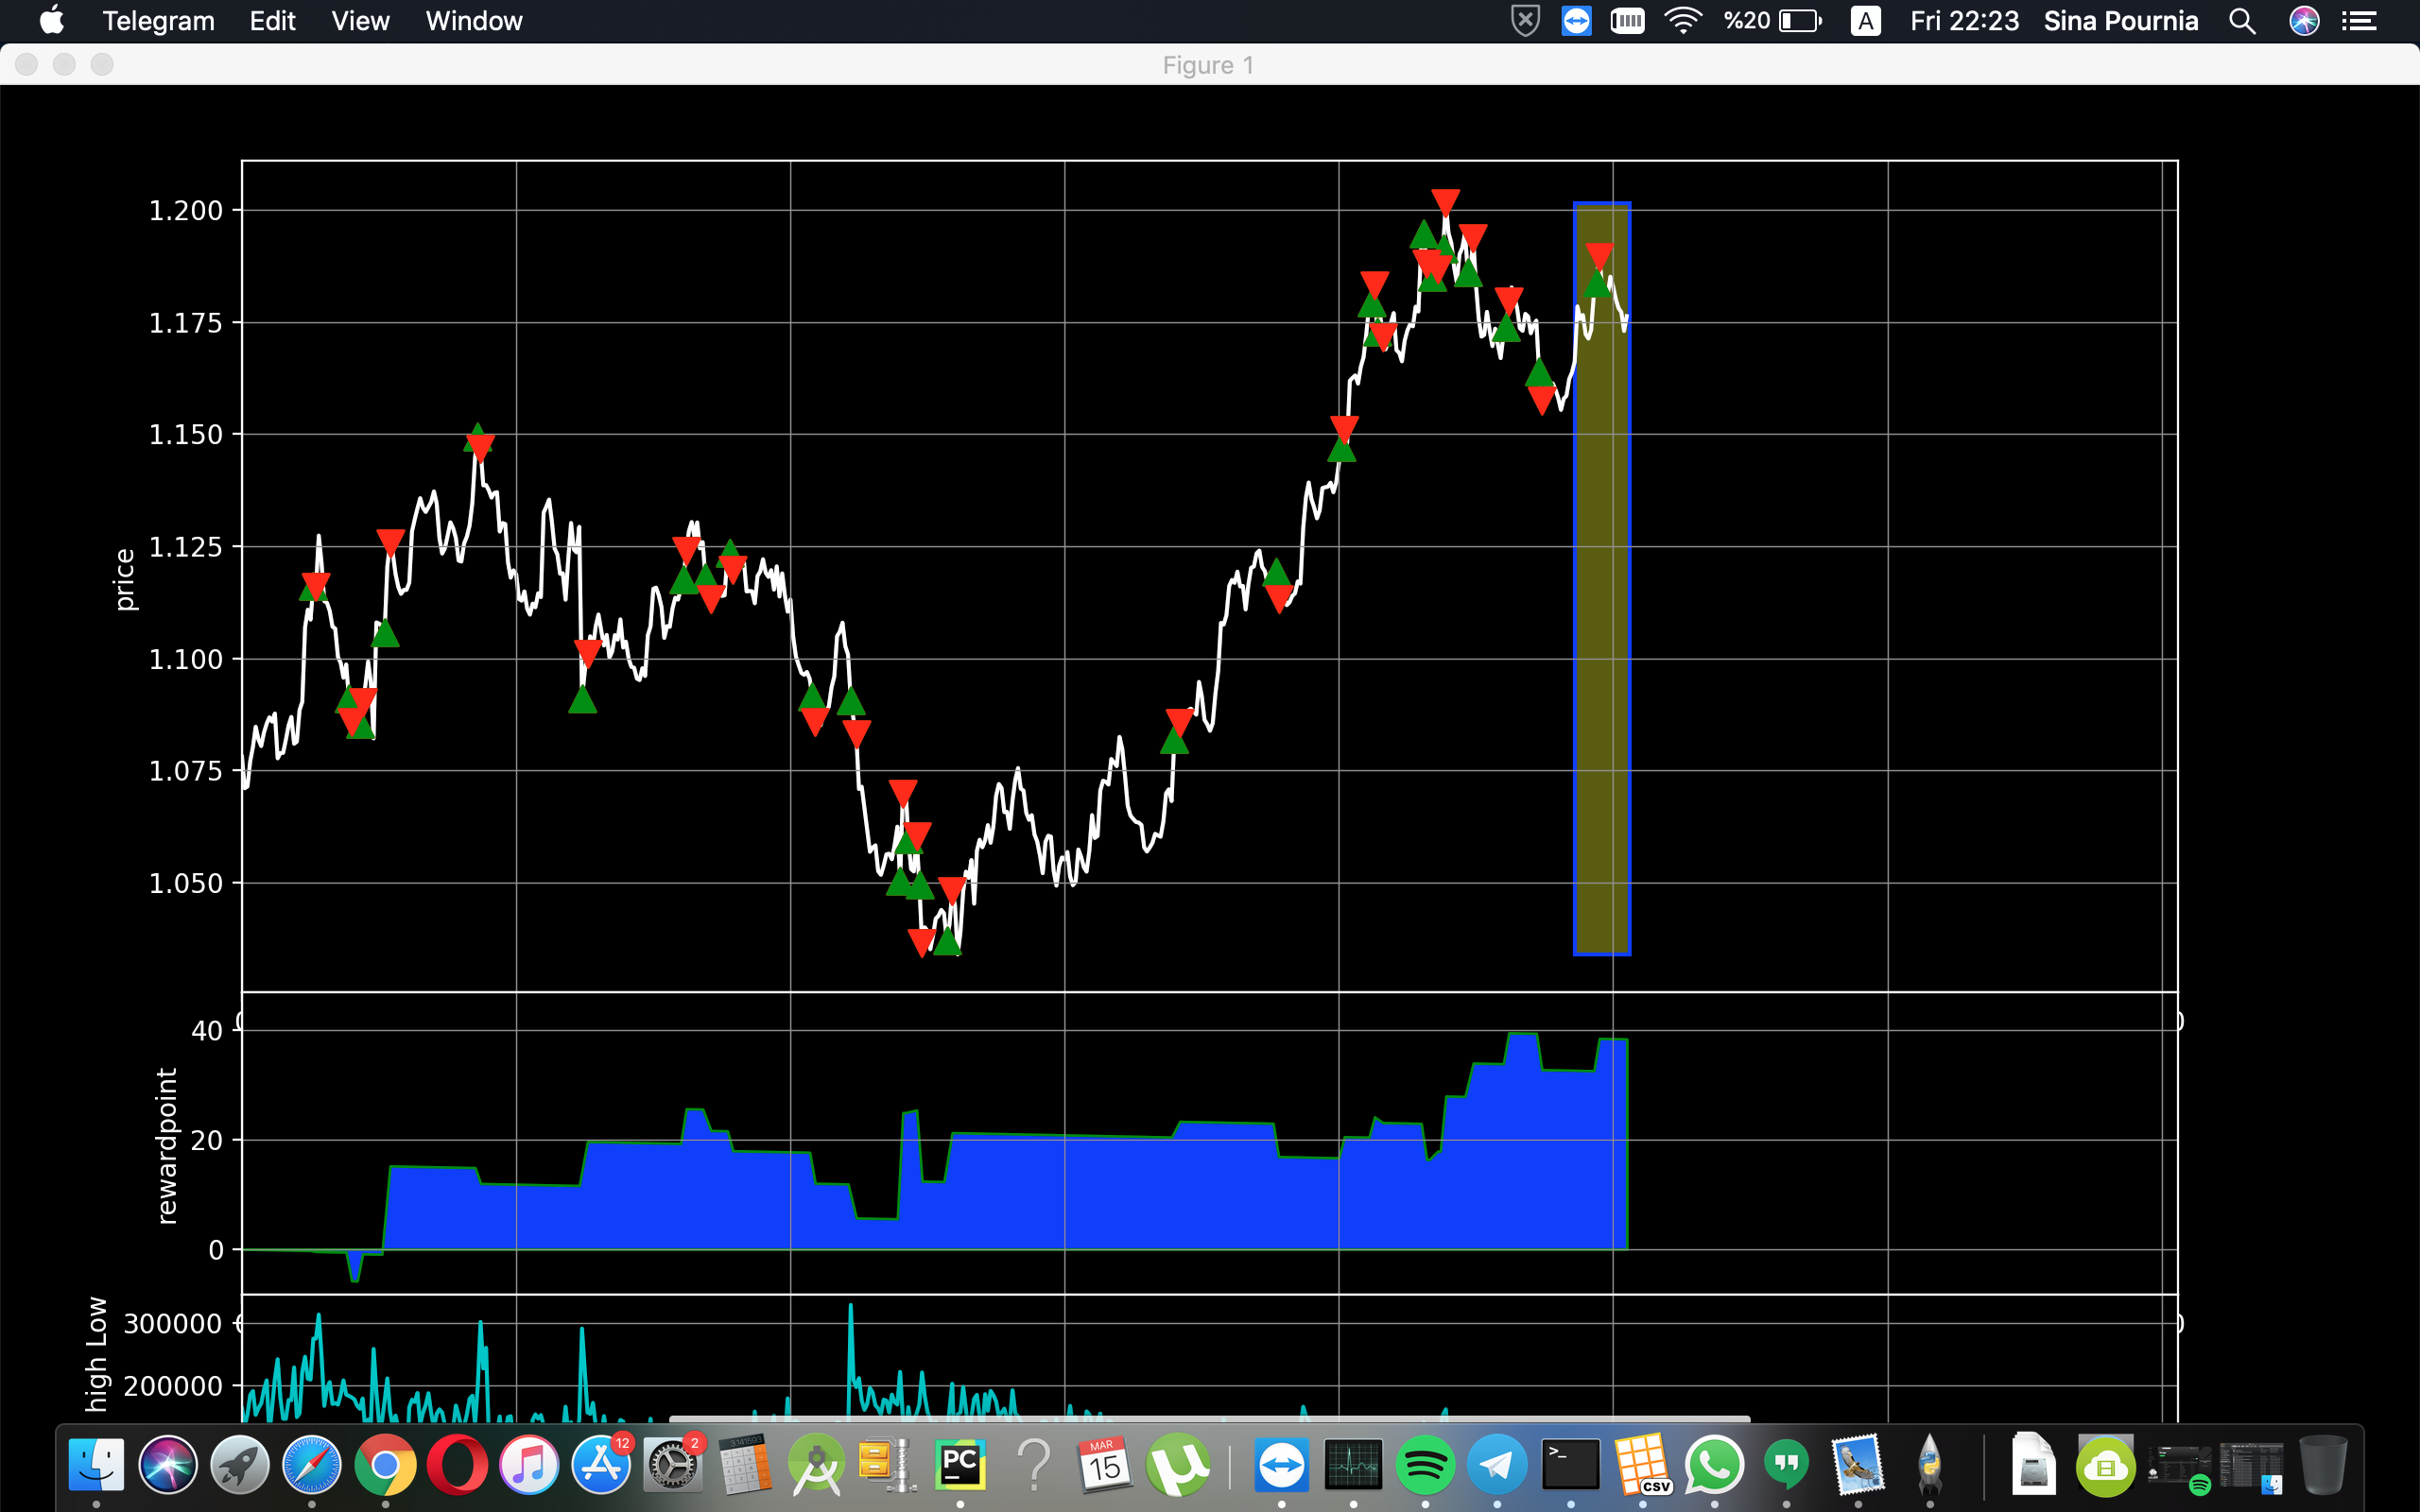 Telegram Edit View Window %20 A Fri 22:23 Sina Pournia
Figure 1
1.200
1.175
1.150
1.125
1.100
1.075
1.050
price
40
20
0
rewardpoint
300000
200000
high Low
12
2
3.141593
PC
?
MAR
15
µ
>_
CSV